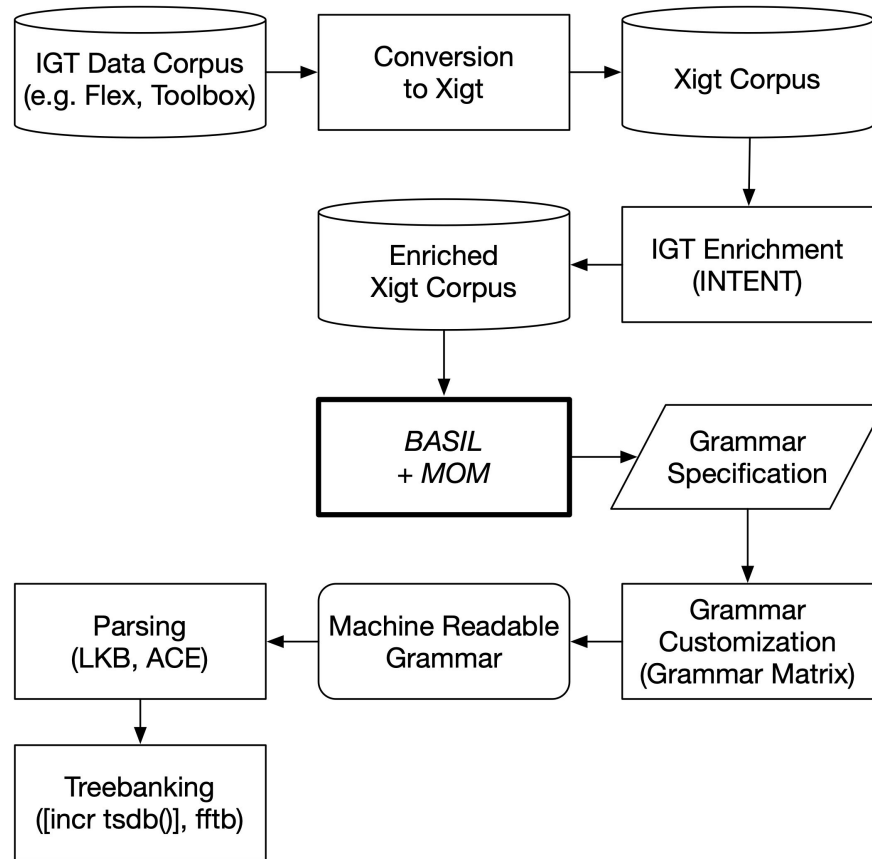 IGT Data Corpus
(e.g. Flex, Toolbox)
Conversion
to Xigt
Xigt Corpus
IGT Enrichment
(INTENT)
Enriched
Xigt Corpus
BASIL
+ MOM
Grammar
Specification
Grammar
Customization
(Grammar Matrix)
Machine Readable
Grammar
Parsing
(LKB, ACE)
Treebanking
([incr tsdb()], fftb)